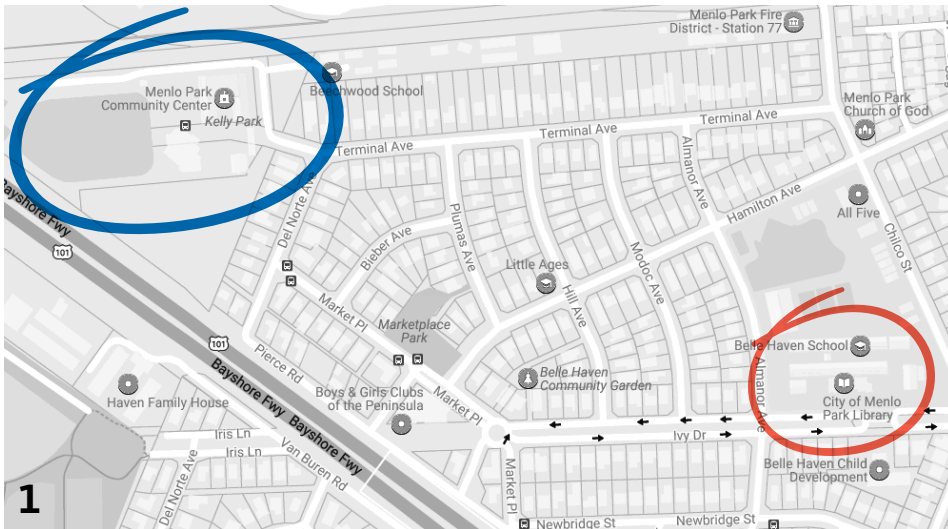 Menlo Park Fire
District - Station 77
Menlo Park
Community Center
Beechwood School
Kelly Park
Menlo Park
Church of God
Terminal Ave
Terminal Ave
Terminal Ave
Almanor Ave
Bayshore Fwy
101
Del Norte Ave
Hamilton Ave
All Five
Bieber Ave
Plumas Ave
Chilco St
Little Ages
Modoc Ave
Hill Ave
Market Pl
Marketplace
Park
101
Pierce Rd
Belle Haven School
Bayshore Fwy
Belle Haven
Community Garden
Almanor Ave
Haven Family House
Boys & Girls Clubs
of the Peninsula
Market Pl
City of Menlo
Park Library
Bayshore Fwy
Iris Ln
Ivy Dr
Iris Ln
Van Buren Rd
Belle Haven Child
Development
Del Norte Ave
Market Pl
1
Newbridge St
Newbridge St